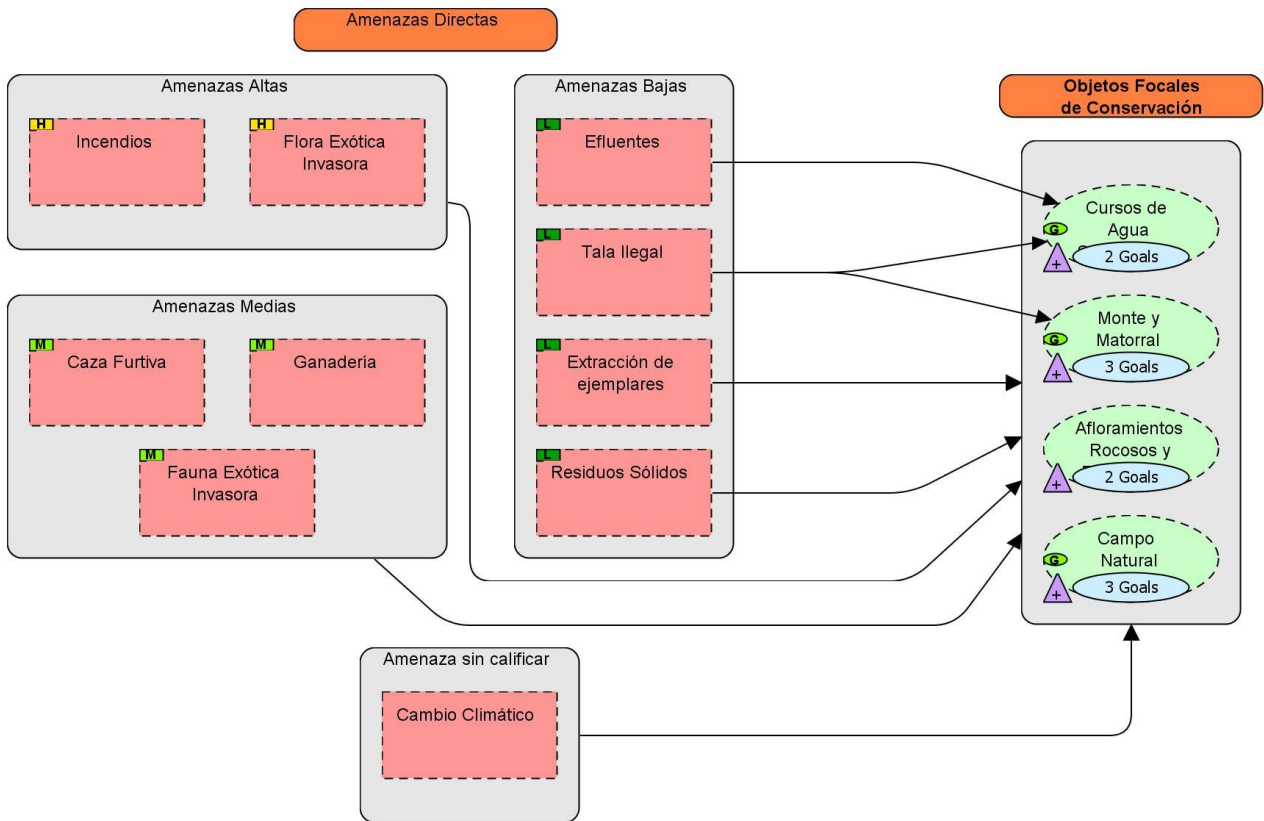 Amenazas Directas
Amenazas Altas
H
Incendios
H
Flora Exótica
Invasora
Amenazas Medias
M
Caza Furtiva
M
Ganaderia
M
Fauna Exótica
Invasora
Amenazas Bajas
L
Efluentes
L
Tala Ilegal
L
Extracción de
ejemplares
L
Residuos Sólidos
Amenaza sin calificar
Cambio Climático
Objetos Focales
de Conservación
Cursos de
Agua
G
+
2 Goals
Monte y
Matorral
G
+
3 Goals
Afloramientos
Rocosos y
+
2 Goals
Campo
Natural
G
+
3 Goals